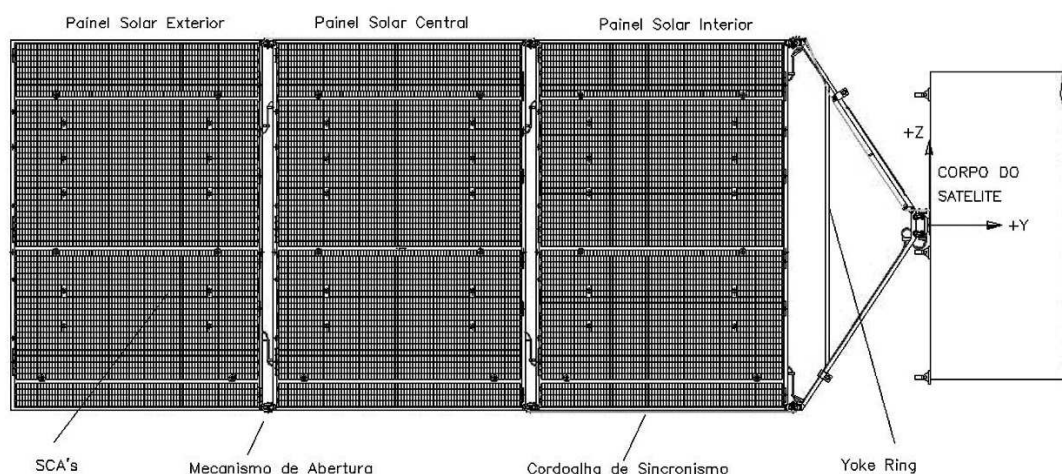 Painel Solar Exterior
Painel Solar Central
Painel Solar Interior
+Z
CORPO DO
SATELITE
+Y
SCA's
Mecanismo de Abertura
Cordoalha de Sincronismo
Yoke Ring